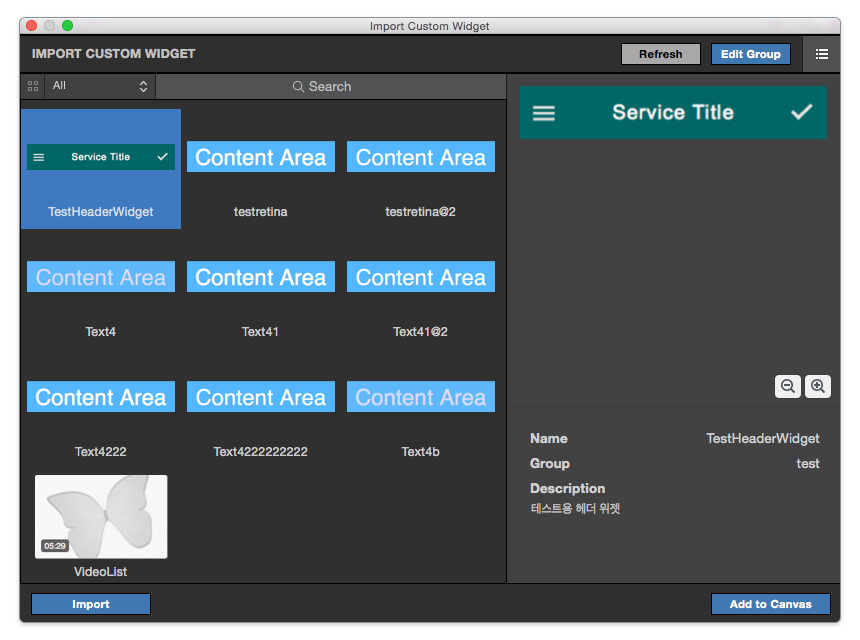 Import Custom Widget
IMPORT CUSTOM WIDGET
Refresh
Edit Group
All
Search
Service Title
TestHeaderWidget
Content Area
testretina
Content Area
testretina@2
Content Area
Text4
Content Area
Text41
Content Area
Text41@2
Content Area
Text4222
Content Area
Text4222222222
Content Area
Text4b
05:29
VideoList
Service Title
Name TestHeaderWidget
Group test
Description
테스트용 헤더 위젯
Import
Add to Canvas